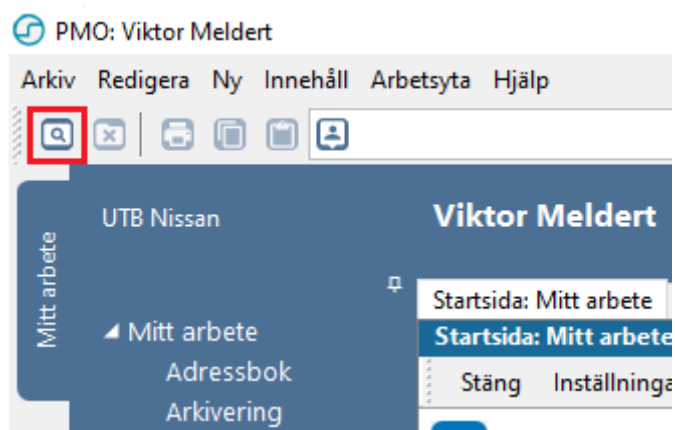 PMO: Viktor Meldert
Arkiv Redigera Ny Innehåll Arbetsyta Hjälp
Mitt arbete
UTB Nissan
Viktor Meldert
Startsida: Mitt arbete
Mitt arbete
Startsida: Mitt arbete
Adressbok
Stäng
Arkivering